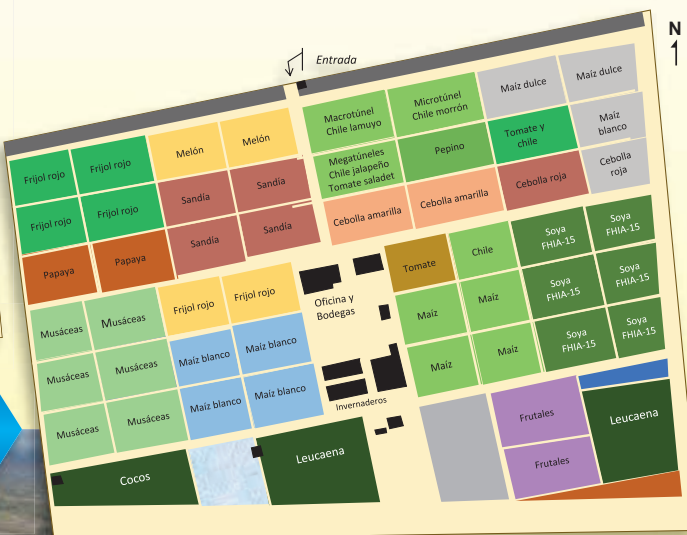 N
Entrada
Macrotúnel
Chile lamuyo
Microtúnel
Chile morrón
Maíz dulce
Maíz dulce
Frijol rojo
Frijol rojo
Melón
Melón
Megatúneles
Chile jalapeño
Tomate saladet
Pepino
Tomate y
chile
Maíz
blanco
Frijol rojo
Frijol rojo
Sandía
Sandía
Cebolla amarilla
Cebolla amarilla
Cebolla roja
Cebolla
roja
Papaya
Papaya
Sandía
Sandía
Tomate
Chile
Soya
FHIA-15
Soya
FHIA-15
Musáceas
Musáceas
Frijol rojo
Frijol rojo
Oficina y
Bodegas
Maíz
Maíz
Soya
FHIA-15
Soya
FHIA-15
Musáceas
Musáceas
Maíz blanco
Maíz blanco
Maíz
Maíz
Soya
FHIA-15
Soya
FHIA-15
Musáceas
Musáceas
Maíz blanco
Maíz blanco
Invernaderos
Cocos
Leucaena
Frutales
Frutales
Leucaena